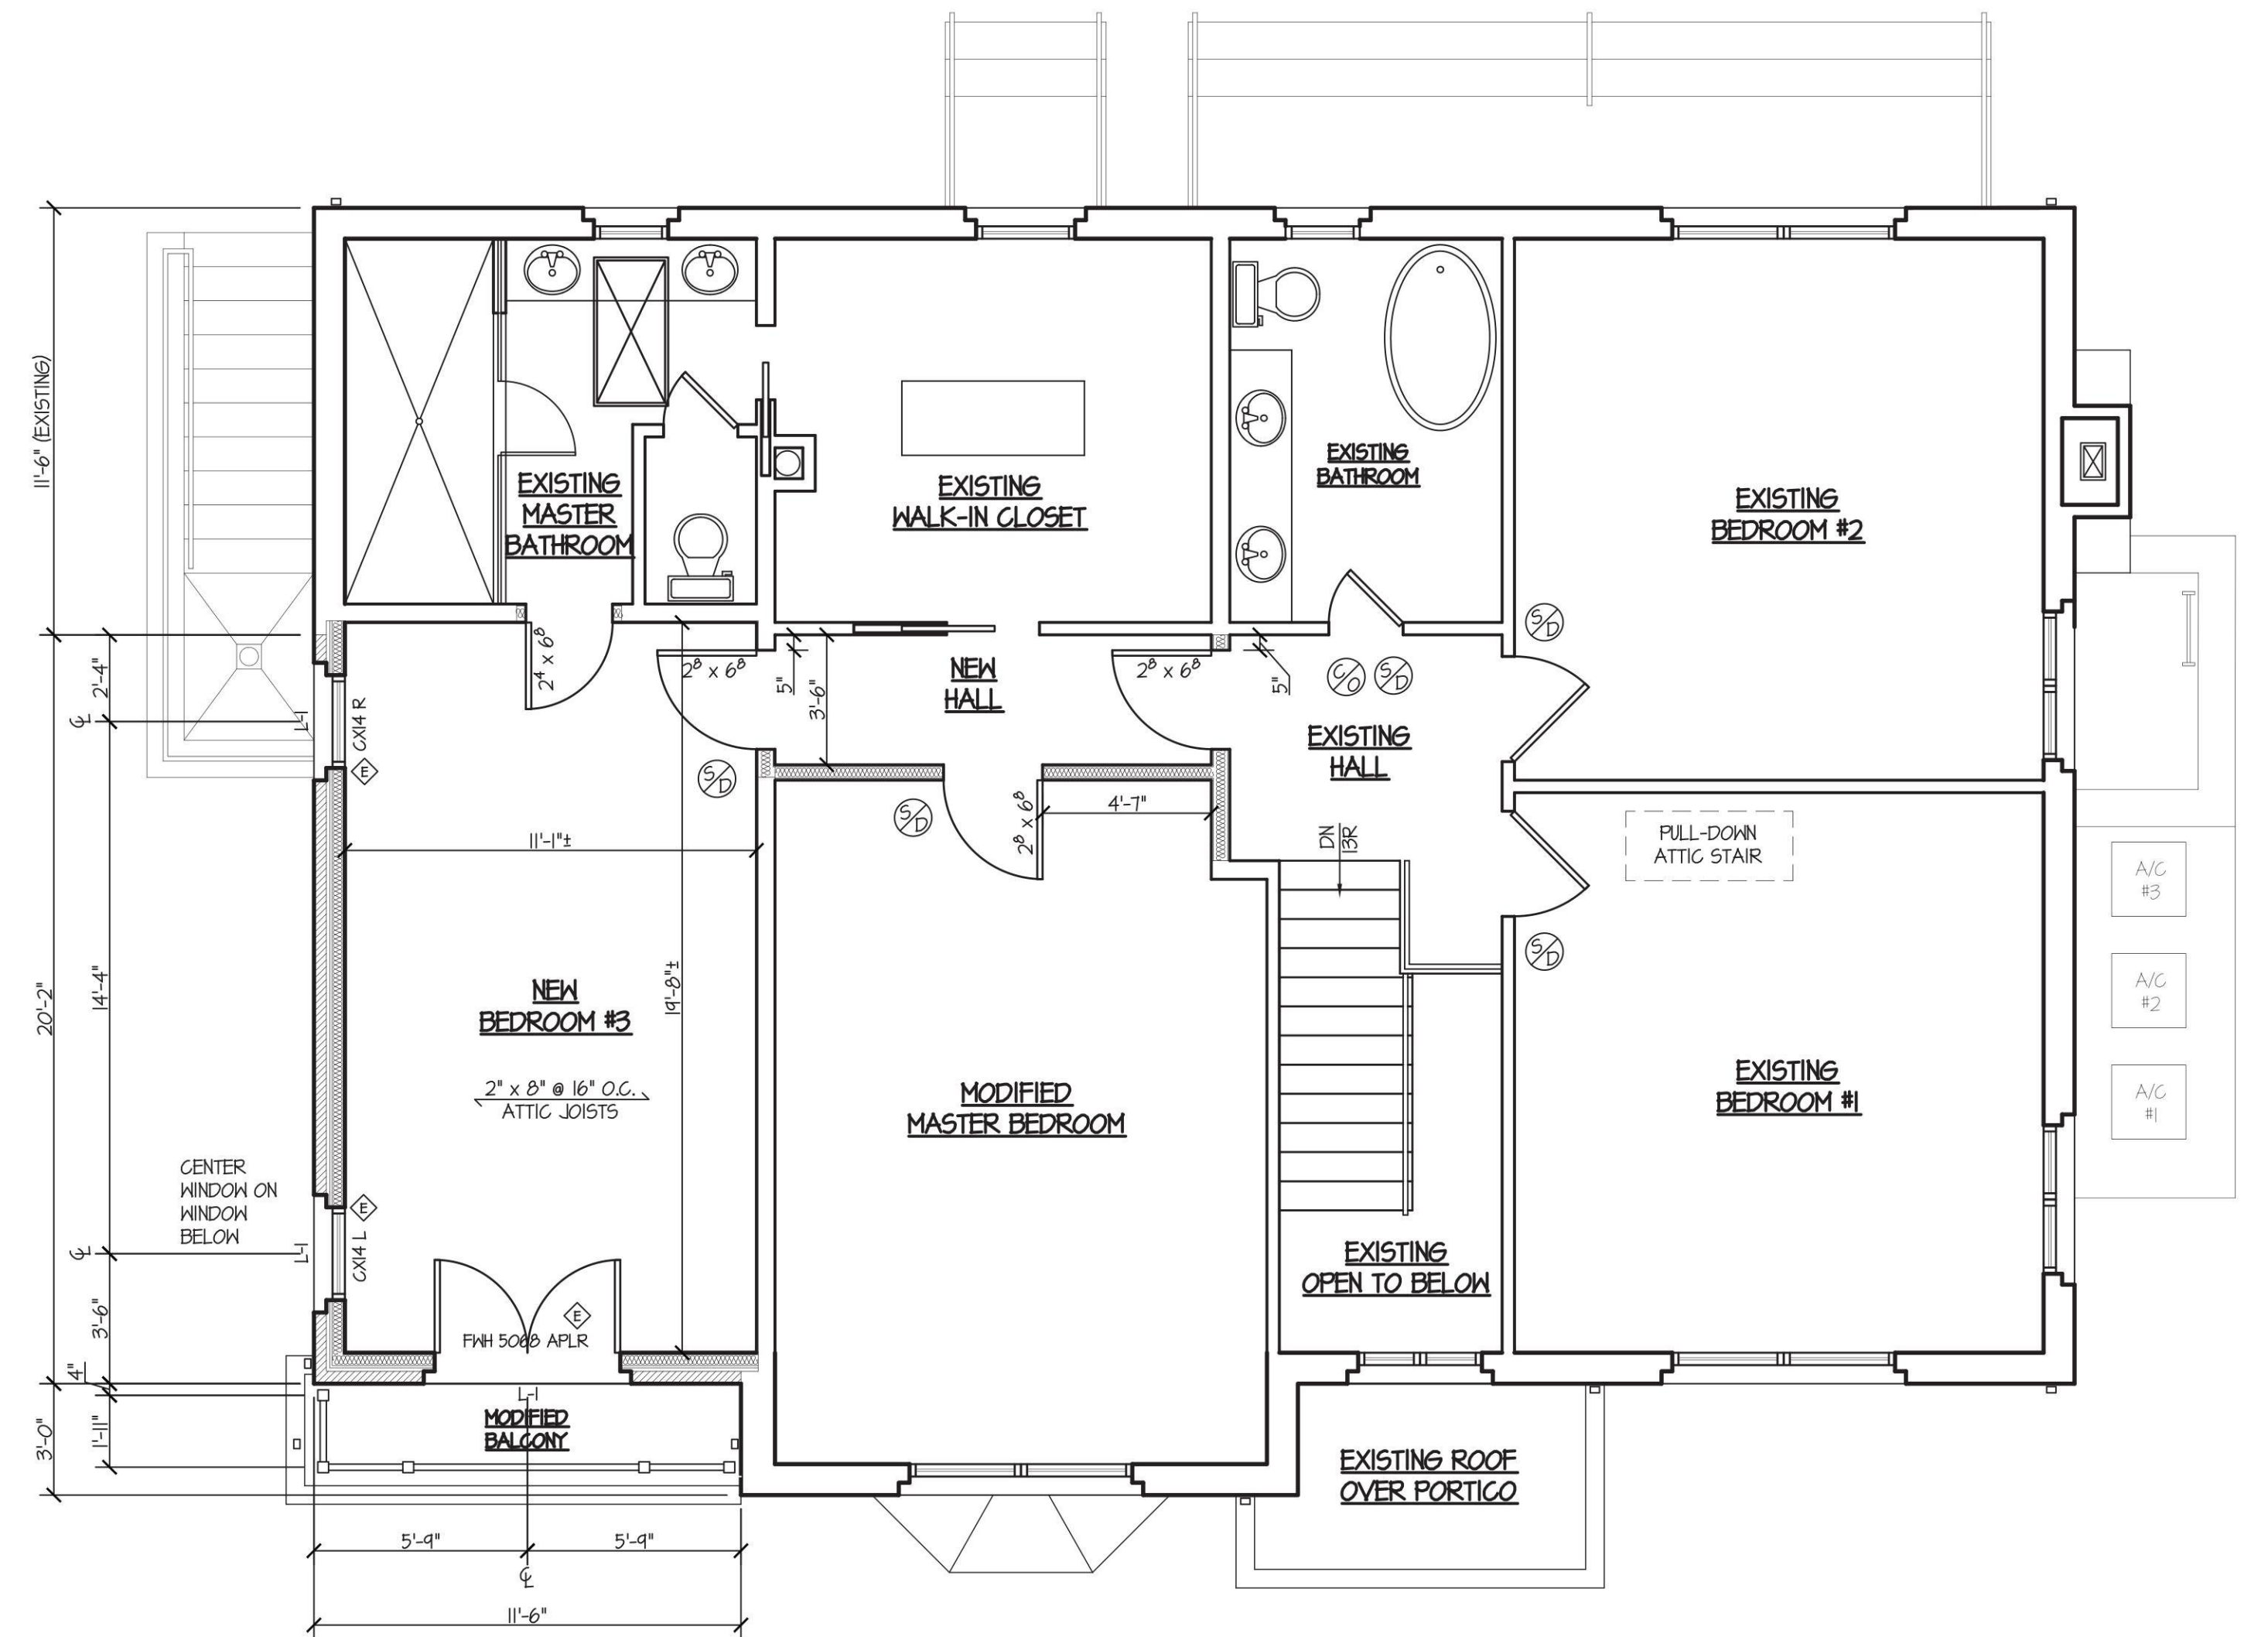 11'-6" (EXISTING)
20'-2"
3'-0"
2'-4"
14'-4"
3'-6"
4"
1'-11"
℄
℄
CENTER
WINDOW ON
WINDOW
BELOW
L-1
L-1
CX14 R
E
E
CX14 L
EXISTING
MASTER
BATHROOM
2⁴ x 6⁸
2⁸ x 6⁸
S/D
11'-1"±
19'-8"±
NEW
BEDROOM #3
2" x 8" @ 16" O.C.
ATTIC JOISTS
E
FWH 5068 APLR
L-1
MODIFIED
BALCONY
5'-9"
5'-9"
℄
11'-6"
EXISTING
WALK-IN CLOSET
5"
3'-6"
NEW
HALL
2⁸ x 6⁸
S/D
2⁸ x 6⁸
4'-7"
MODIFIED
MASTER BEDROOM
EXISTING
BATHROOM
5"
C/O
S/D
EXISTING
HALL
DN
13R
EXISTING
OPEN TO BELOW
EXISTING ROOF
OVER PORTICO
EXISTING
BEDROOM #2
S/D
PULL-DOWN
ATTIC STAIR
S/D
EXISTING
BEDROOM #1
A/C
#3
A/C
#2
A/C
#1